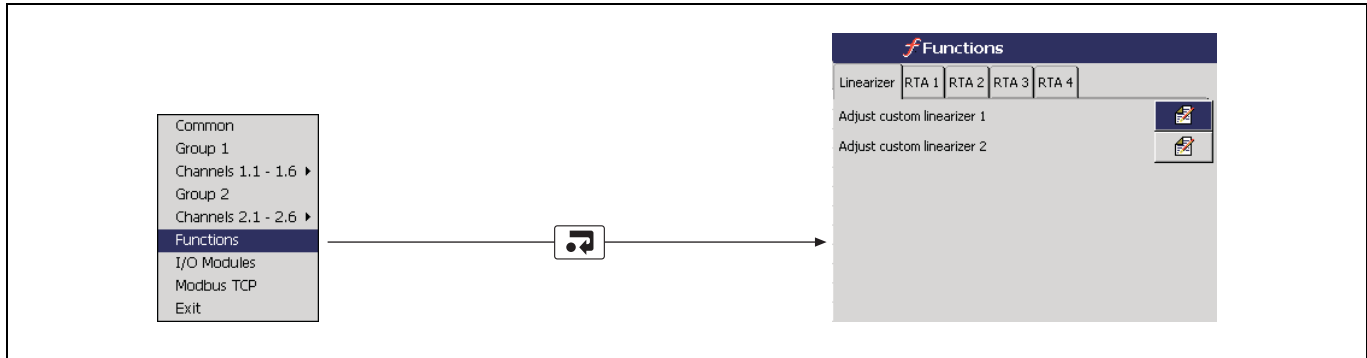 Common
Group 1
Channels 1.1 - 1.6
Group 2
Channels 2.1 - 2.6
Functions
I/O Modules
Modbus TCP
Exit
f Functions
Linearizer RTA 1 RTA 2 RTA 3 RTA 4
Adjust custom linearizer 1
Adjust custom linearizer 2